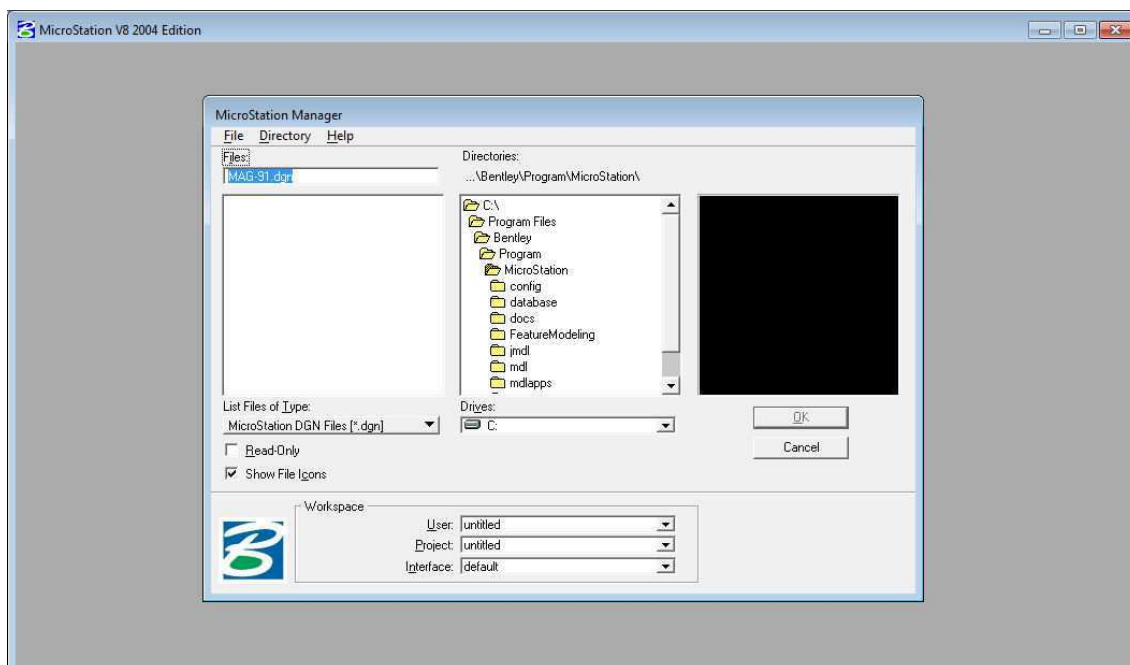 MicroStation V8 2004 Edition
MicroStation Manager
File Directory Help
Files:
MAG-91.dgn
Directories:
...\Bentley\Program\MicroStation\
C:\
Program Files
Bentley
Program
MicroStation
config
database
docs
FeatureModeling
jmdl
mdl
mdlapps
List Files of Type:
MicroStation DGN Files [*.dgn]
Drives:
C:
OK
Cancel
Read-Only
Show File Icons
Workspace
User: untitled
Project: untitled
Interface: default